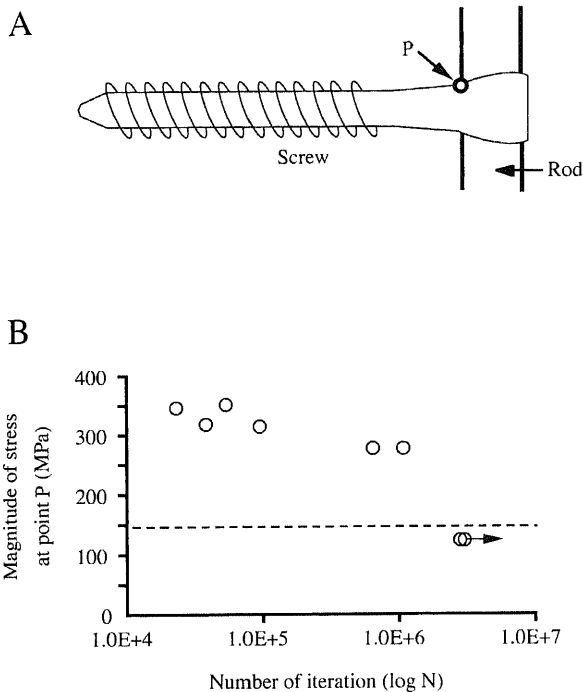 A
P
Screw
Rod
B
Magnitude of stress
at point P (MPa)
400
300
200
100
0
1.0E+4
1.0E+5
1.0E+6
1.0E+7
Number of iteration (log N)